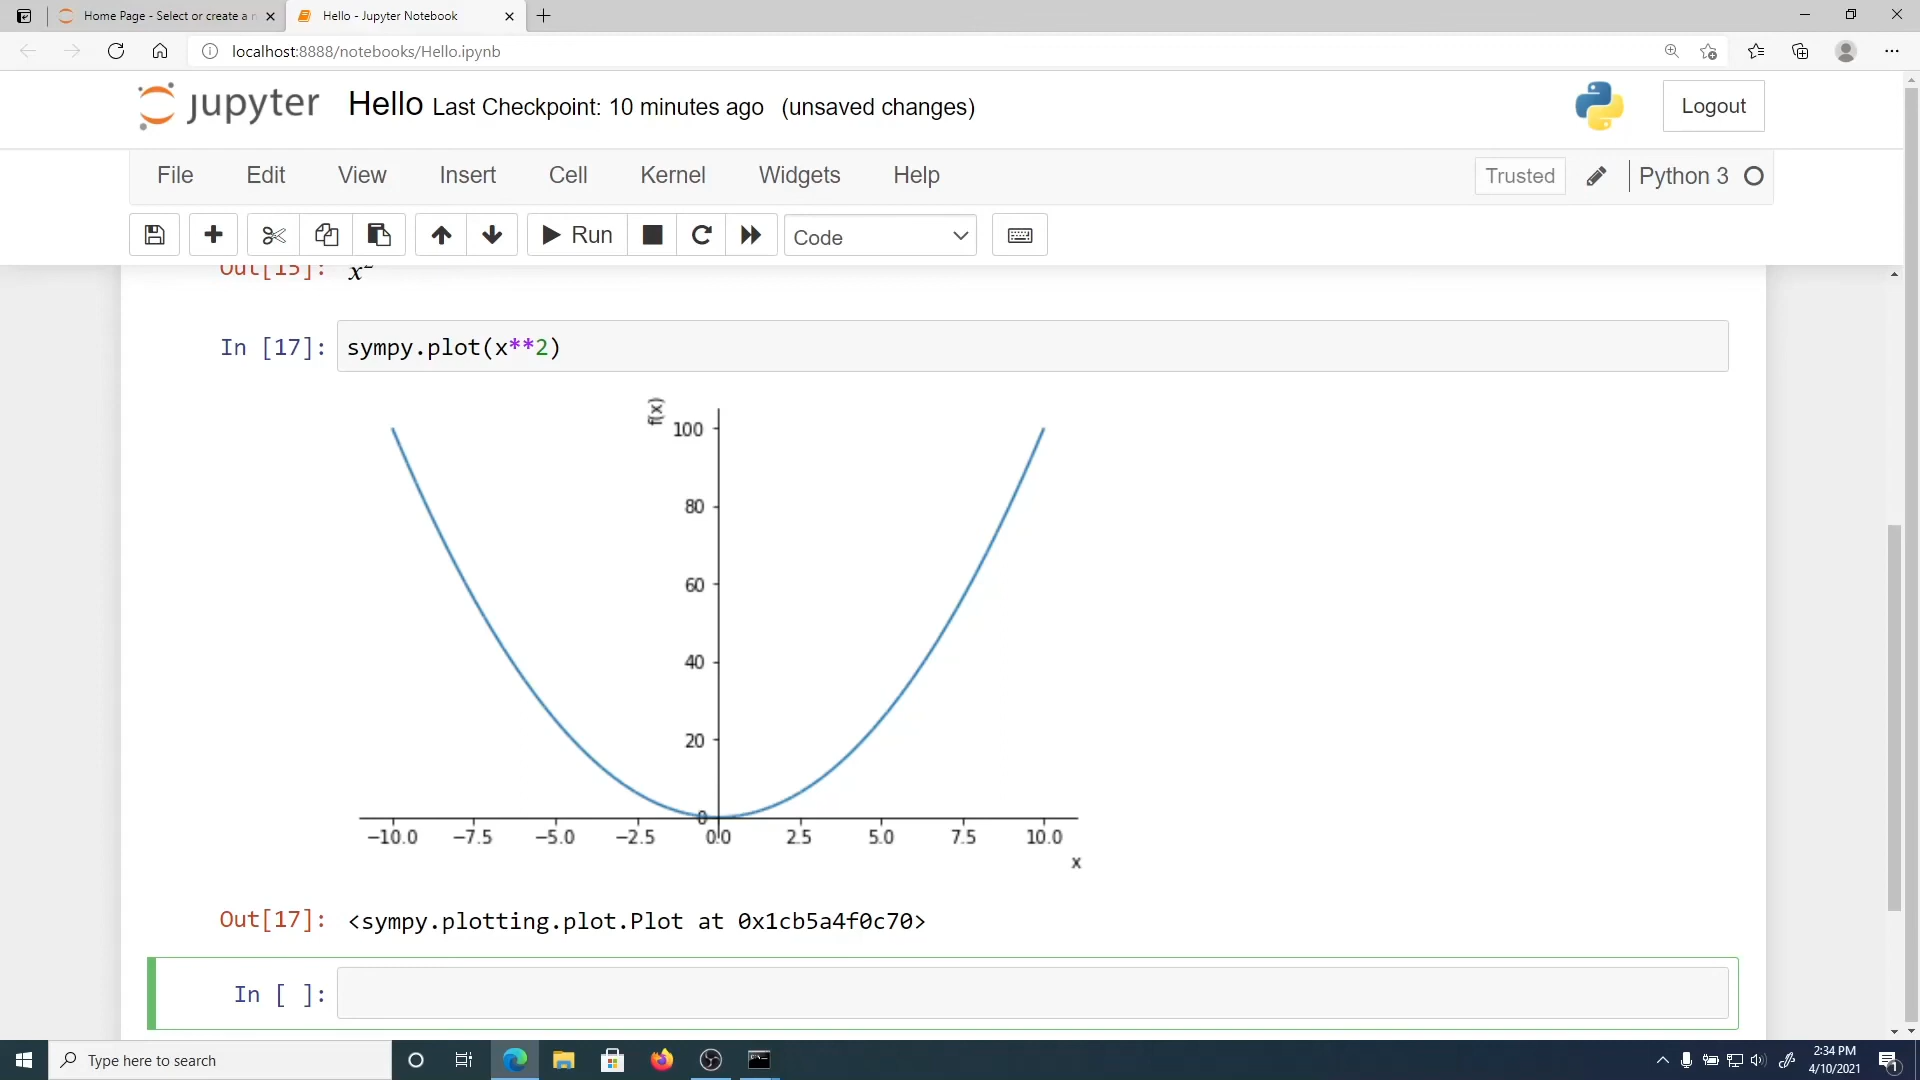 Home Page - Select or create a n
Hello - Jupyter Notebook
localhost:8888/notebooks/Hello.ipynb
jupyter Hello Last Checkpoint: 10 minutes ago (unsaved changes)
Logout
File Edit View Insert Cell Kernel Widgets Help
Trusted
Python 3
Run
Code
Out[15]: x²
In [17]: sympy.plot(x**2)
f(x)
100
80
60
40
20
0
−10.0 −7.5 −5.0 −2.5 0.0 2.5 5.0 7.5 10.0
x
Out[17]: <sympy.plotting.plot.Plot at 0x1cb5a4f0c70>
In [ ]:
Type here to search
2:34 PM
4/10/2021
1